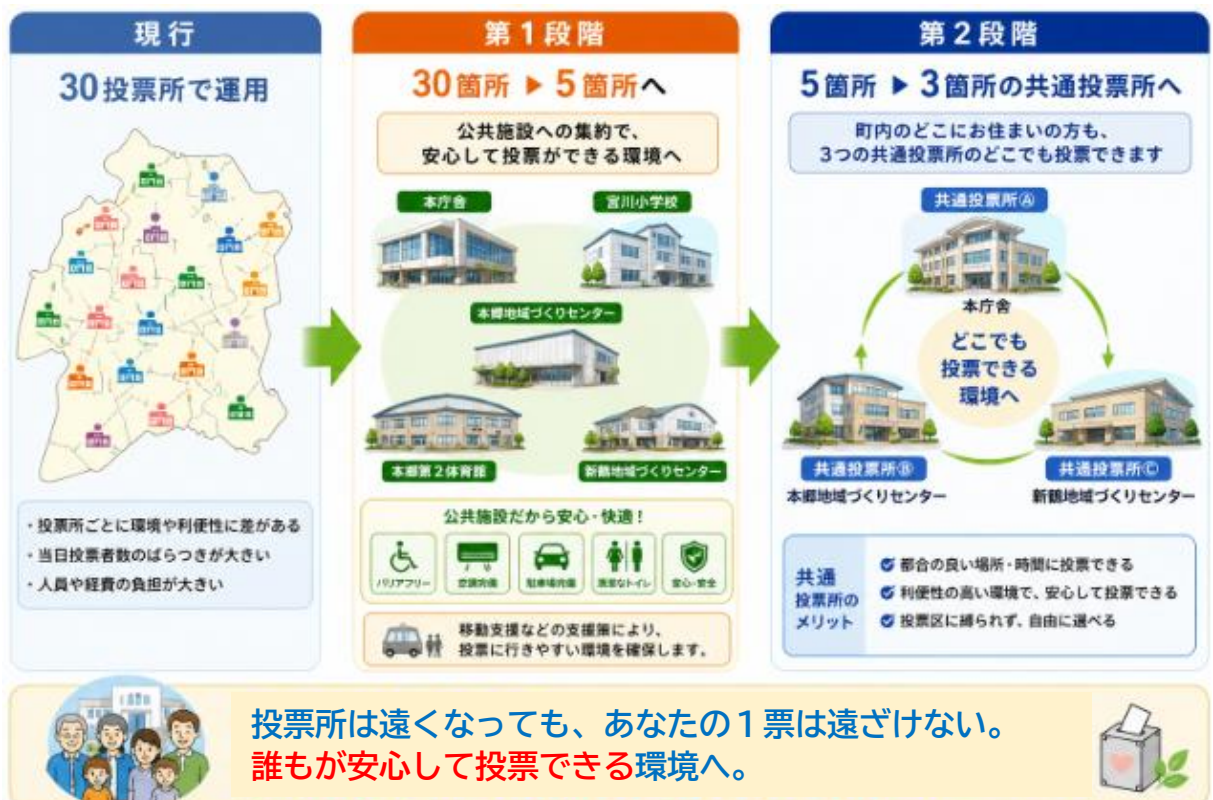 現行
30投票所で運用
・投票所ごとに環境や利便性に差がある
・当日投票者数のばらつきが大きい
・人員や経費の負担が大きい
第1段階
30箇所 ▶ 5箇所へ
公共施設への集約で、
安心して投票ができる環境へ
本庁舎
宮川小学校
本郷地域づくりセンター
本郷第2体育館
新鶴地域づくりセンター
公共施設だから安心・快適！
バリアフリー
空調完備
駐車場完備
清潔なトイレ
安心・安全
移動支援などの支援策により、
投票に行きやすい環境を確保します。
第2段階
5箇所 ▶ 3箇所の共通投票所へ
町内のどこにお住まいの方も、
3つの共通投票所のどこでも投票できます
共通投票所Ⓐ
本庁舎
どこでも
投票できる
環境へ
共通投票所Ⓑ
本郷地域づくりセンター
共通投票所Ⓒ
新鶴地域づくりセンター
共通
投票所の
メリット
都合の良い場所・時間に投票できる
利便性の高い環境で、安心して投票できる
投票区に縛られず、自由に選べる
投票所は遠くなっても、あなたの1票は遠ざけない。
誰もが安心して投票できる環境へ。